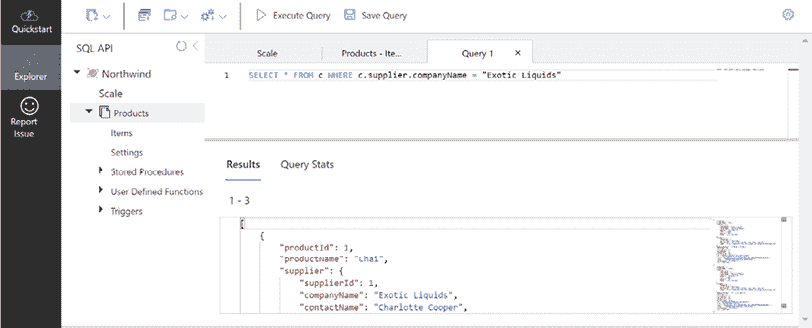 Quickstart
Explorer
Report
Issue
Execute Query
Save Query
SQL API
Northwind
Scale
Products
Items
Settings
Stored Procedures
User Defined Functions
Triggers
Scale
Products - Ite...
Query 1
1 SELECT * FROM c WHERE c.supplier.companyName = "Exotic Liquids"
Results
Query Stats
1 - 3
[
{
"productId": 1,
"productName": "Chai",
"supplier": {
"supplierId": 1,
"companyName": "Exotic Liquids",
"contactName": "Charlotte Cooper",